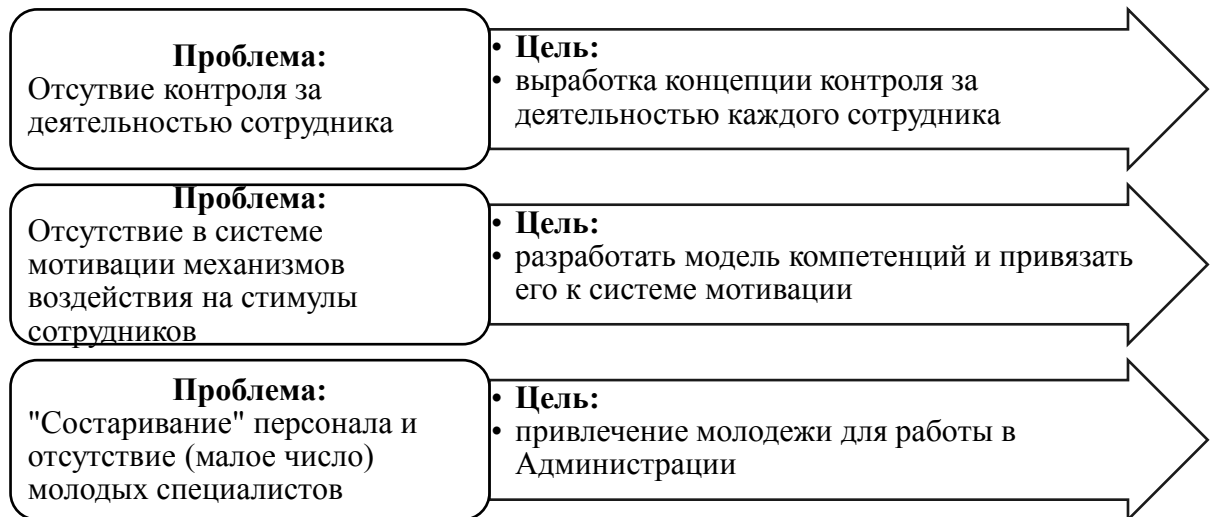 Проблема:
Отсутвие контроля за
деятельностью сотрудника
• Цель:
• выработка концепции контроля за
деятельностью каждого сотрудника
Проблема:
Отсутствие в системе
мотивации механизмов
воздействия на стимулы
сотрудников
• Цель:
• разработать модель компетенций и привязать
его к системе мотивации
Проблема:
"Состаривание" персонала и
отсутствие (малое число)
молодых специалистов
• Цель:
• привлечение молодежи для работы в
Администрации